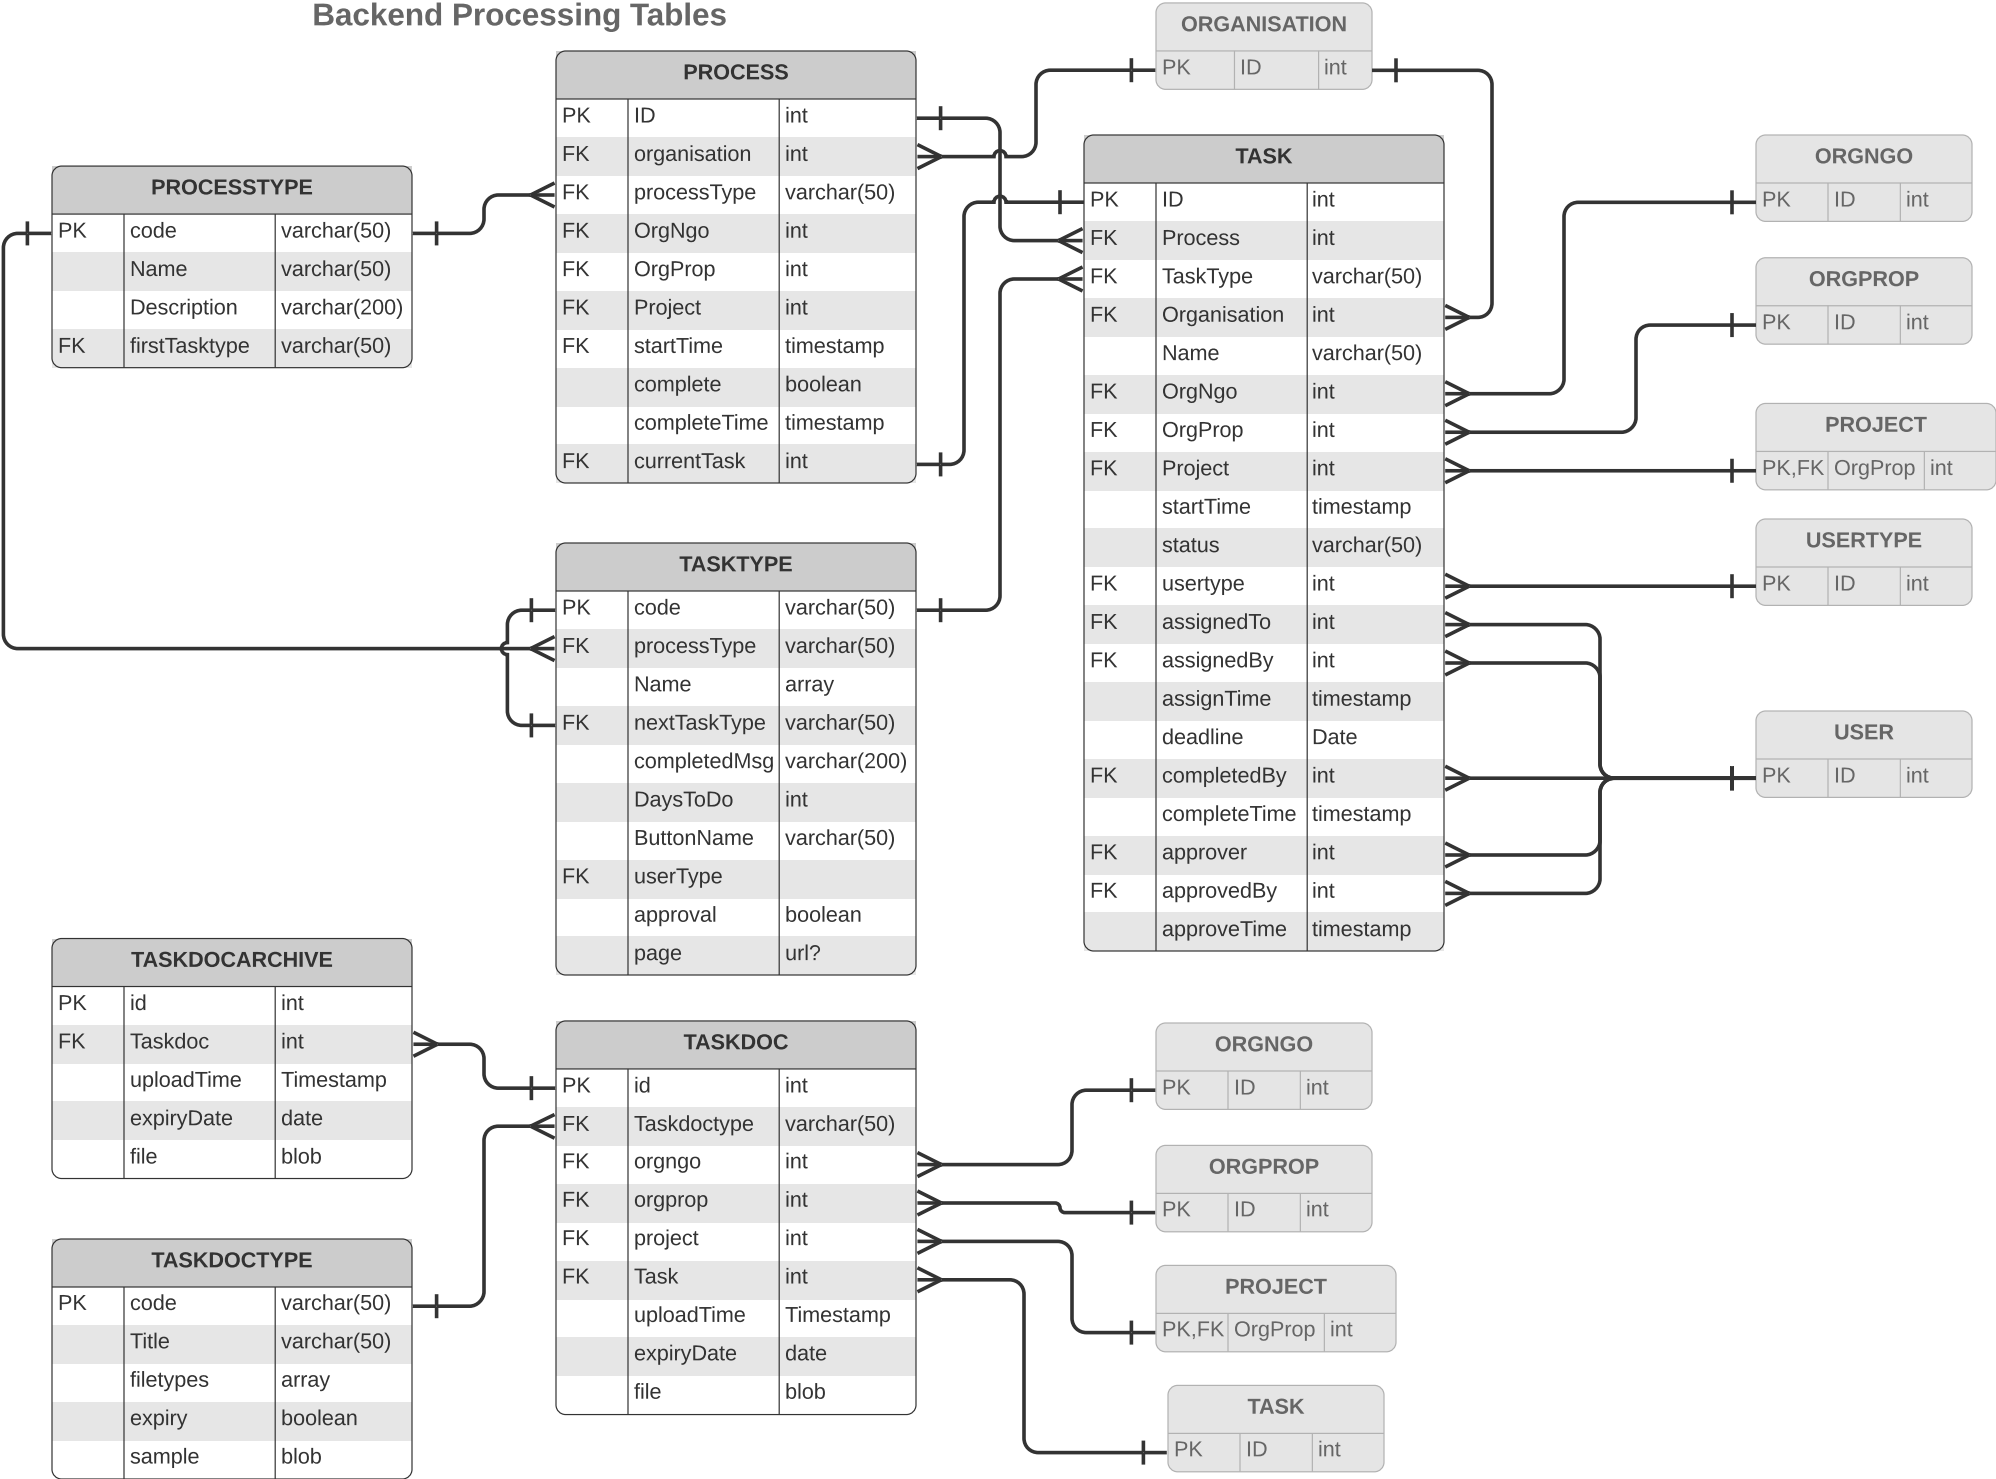 Backend Processing Tables
PROCESSTYPE
PK code varchar(50)
Name varchar(50)
Description varchar(200)
FK firstTasktype varchar(50)
PROCESS
PK ID int
FK organisation int
FK processType varchar(50)
FK OrgNgo int
FK OrgProp int
FK Project int
FK startTime timestamp
complete boolean
completeTime timestamp
FK currentTask int
ORGANISATION
PK ID int
TASK
PK ID int
FK Process int
FK TaskType varchar(50)
FK Organisation int
Name varchar(50)
FK OrgNgo int
FK OrgProp int
FK Project int
startTime timestamp
status varchar(50)
FK usertype int
FK assignedTo int
FK assignedBy int
assignTime timestamp
deadline Date
FK completedBy int
completeTime timestamp
FK approver int
FK approvedBy int
approveTime timestamp
ORGNGO
PK ID int
ORGPROP
PK ID int
PROJECT
PK,FK OrgProp int
USERTYPE
PK ID int
USER
PK ID int
TASKTYPE
PK code varchar(50)
FK processType varchar(50)
Name array
FK nextTaskType varchar(50)
completedMsg varchar(200)
DaysToDo int
ButtonName varchar(50)
FK userType
approval boolean
page url?
TASKDOCARCHIVE
PK id int
FK Taskdoc int
uploadTime Timestamp
expiryDate date
file blob
TASKDOCTYPE
PK code varchar(50)
Title varchar(50)
filetypes array
expiry boolean
sample blob
TASKDOC
PK id int
FK Taskdoctype varchar(50)
FK orgngo int
FK orgprop int
FK project int
FK Task int
uploadTime Timestamp
expiryDate date
file blob
ORGNGO
PK ID int
ORGPROP
PK ID int
PROJECT
PK,FK OrgProp int
TASK
PK ID int